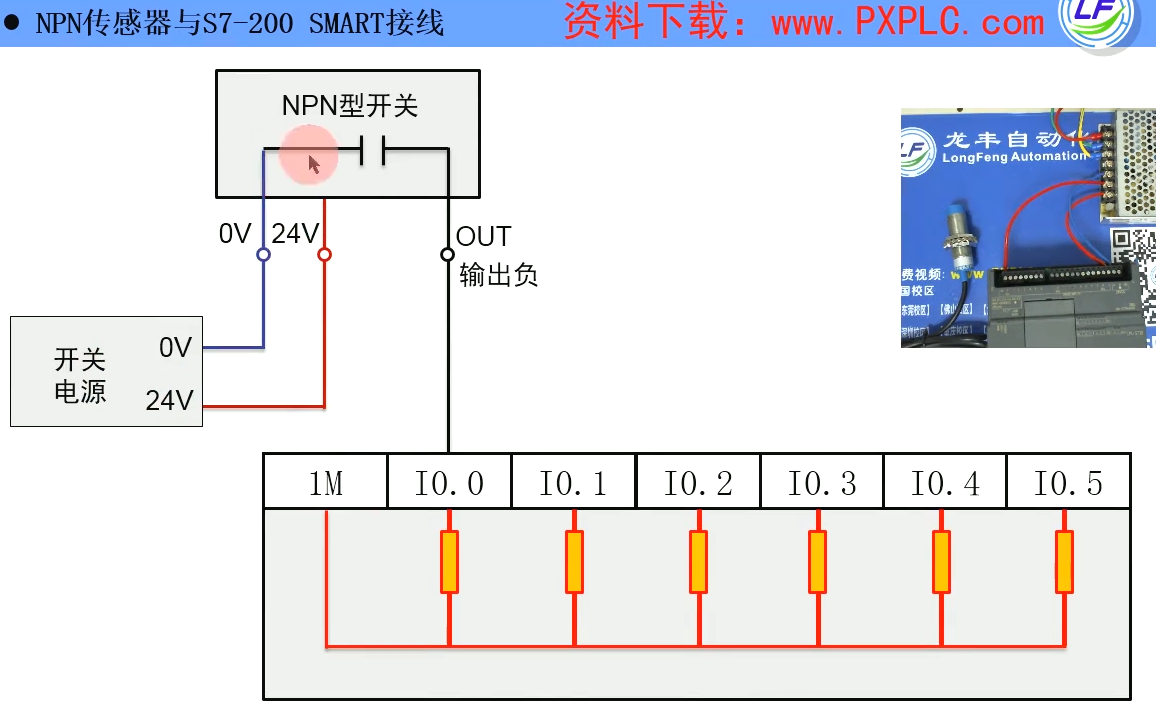 ● NPN传感器与S7-200 SMART接线
资料下载：www.PXPLC.com
LF
NPN型开关
0V
24V
OUT
输出负
开关
电源
0V
24V
1M
I0.0
I0.1
I0.2
I0.3
I0.4
I0.5
LF
龙丰自动化
LongFeng Automation
费视频：
国校区